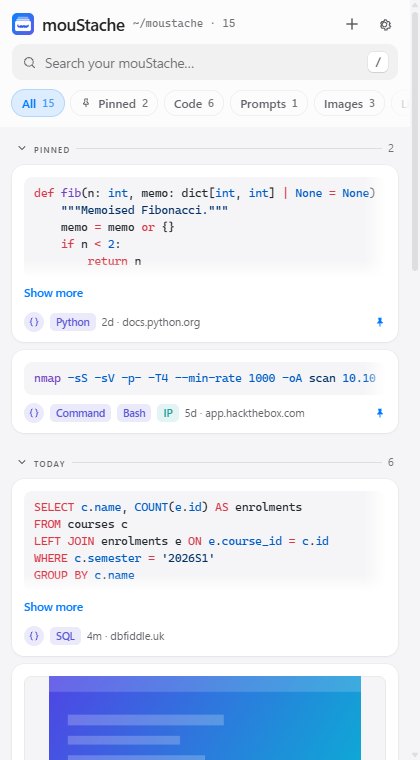 mouStache ~/moustache · 15
Search your mouStache... /
All 15 Pinned 2 Code 6 Prompts 1 Images 3
PINNED 2
def fib(n: int, memo: dict[int, int] | None = None)
"""Memoised Fibonacci."""
memo = memo or {}
if n < 2:
return n
Show more
{} Python 2d · docs.python.org
nmap -sS -sV -p- -T4 --min-rate 1000 -oA scan 10.10
{} Command Bash IP 5d · app.hackthebox.com
TODAY 6
SELECT c.name, COUNT(e.id) AS enrolments
FROM courses c
LEFT JOIN enrolments e ON e.course_id = c.id
WHERE c.semester = '2026S1'
GROUP BY c.name
Show more
{} SQL 4m · dbfiddle.uk